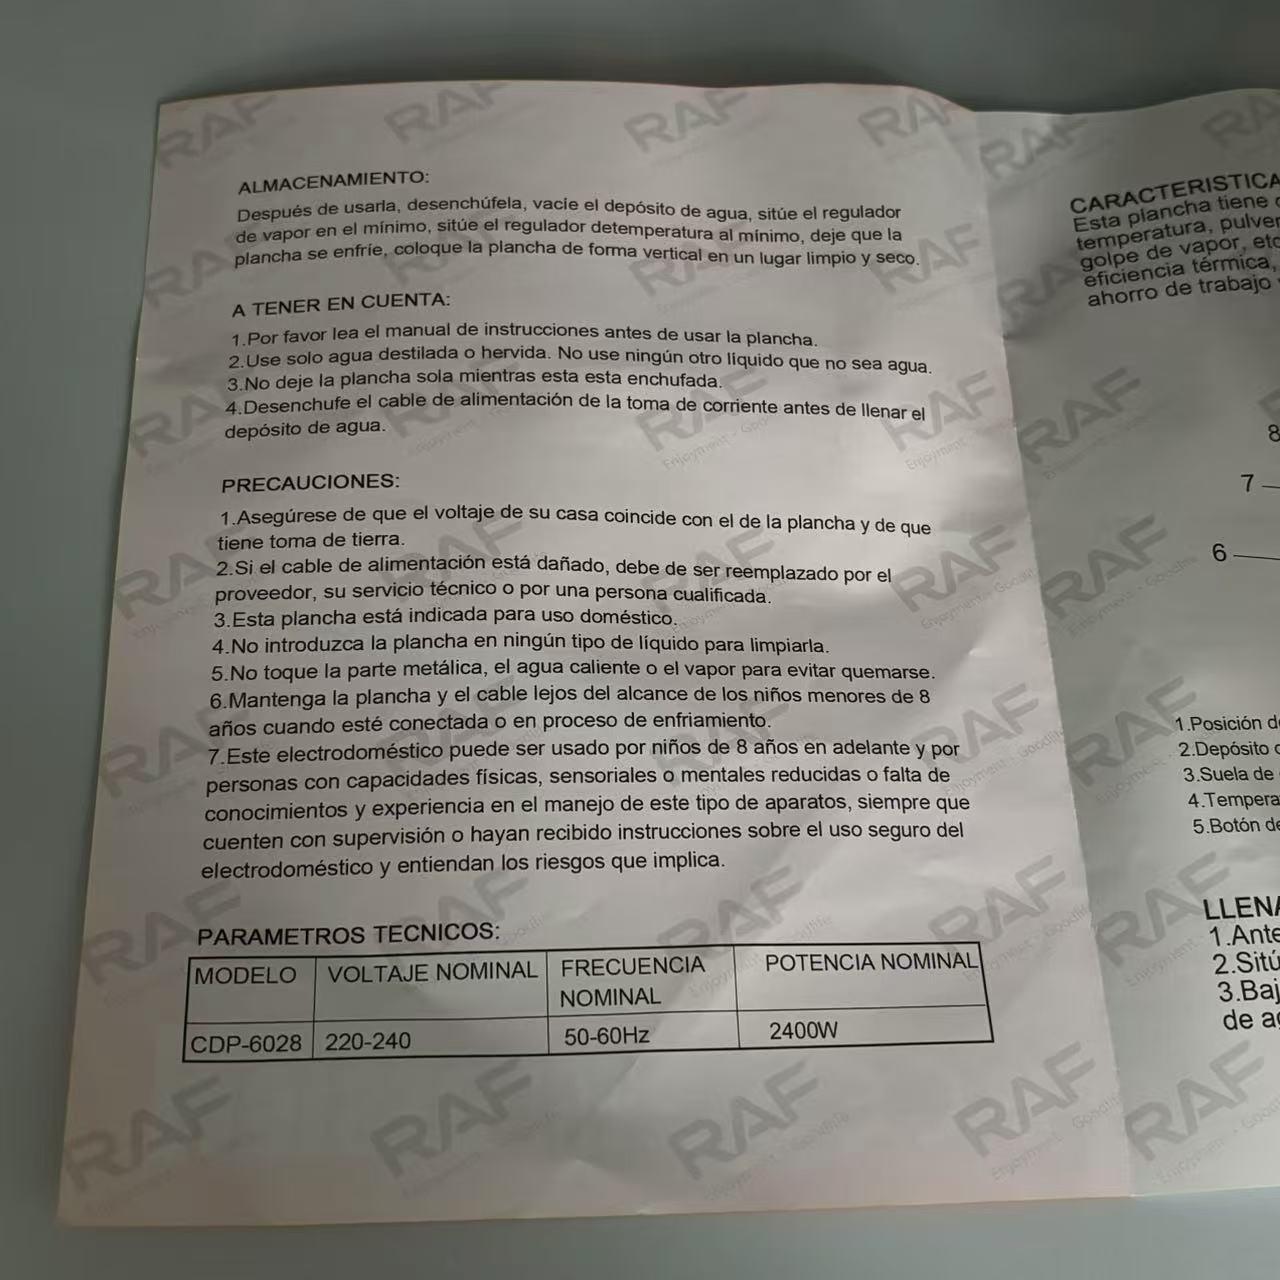 ALMACENAMIENTO:
Después de usarla, desenchúfela, vacíe el depósito de agua, sitúe el regulador
de vapor en el mínimo, sitúe el regulador detemperatura al mínimo, deje que la
plancha se enfríe, coloque la plancha de forma vertical en un lugar limpio y seco.
A TENER EN CUENTA:
1.Por favor lea el manual de instrucciones antes de usar la plancha.
2.Use solo agua destilada o hervida. No use ningún otro líquido que no sea agua.
3.No deje la plancha sola mientras esta esta enchufada.
4.Desenchufe el cable de alimentación de la toma de corriente antes de llenar el
depósito de agua.
PRECAUCIONES:
1.Asegúrese de que el voltaje de su casa coincide con el de la plancha y de que
tiene toma de tierra.
2.Si el cable de alimentación está dañado, debe de ser reemplazado por el
proveedor, su servicio técnico o por una persona cualificada.
3.Esta plancha está indicada para uso doméstico.
4.No introduzca la plancha en ningún tipo de líquido para limpiarla.
5.No toque la parte metálica, el agua caliente o el vapor para evitar quemarse.
6.Mantenga la plancha y el cable lejos del alcance de los niños menores de 8
años cuando esté conectada o en proceso de enfriamiento.
7.Este electrodoméstico puede ser usado por niños de 8 años en adelante y por
personas con capacidades físicas, sensoriales o mentales reducidas o falta de
conocimientos y experiencia en el manejo de este tipo de aparatos, siempre que
cuenten con supervisión o hayan recibido instrucciones sobre el uso seguro del
electrodoméstico y entiendan los riesgos que implica.
PARAMETROS TECNICOS:
MODELO VOLTAJE NOMINAL FRECUENCIA NOMINAL POTENCIA NOMINAL
CDP-6028 220-240 50-60Hz 2400W
CARACTERISTICA
Esta plancha tiene
temperatura, pulver
golpe de vapor, etc
eficiencia térmica,
ahorro de trabajo
8
7
6
1.Posición de
2.Depósito
3.Suela de
4.Tempera
5.Botón de
LLENA
1.Ante
2.Sitú
3.Baj
de ag
RAF
Enjoyment · Goodlife